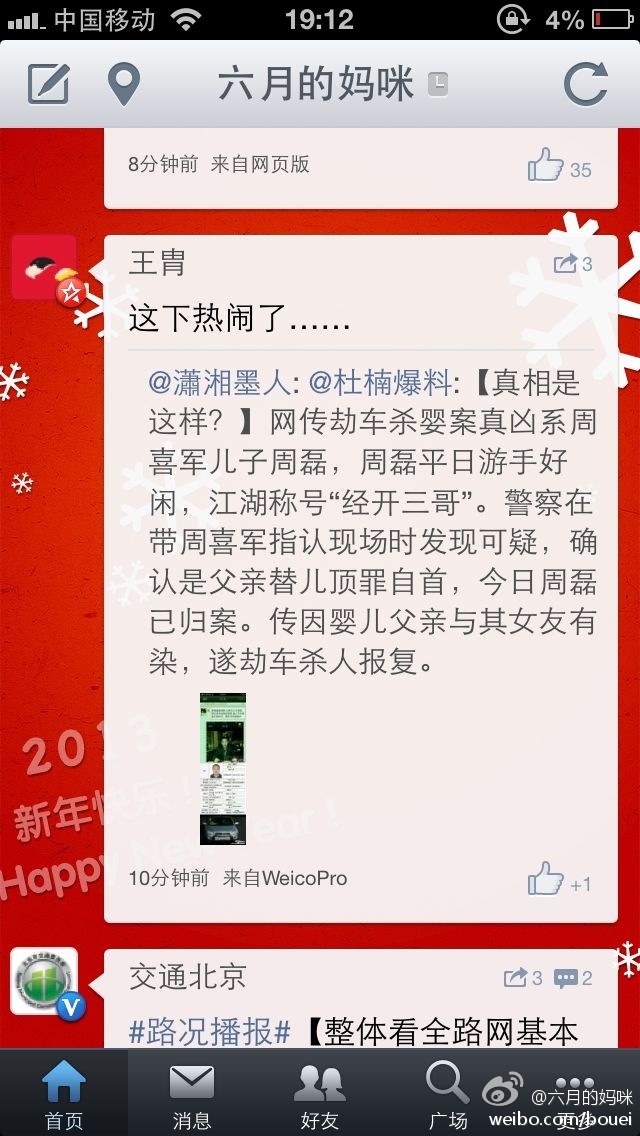 中国移动 19:12 4%
六月的妈咪
8分钟前 来自网页版 35
王胄 3
这下热闹了......
@瀟湘墨人: @杜楠爆料:【真相是
这样？】网传劫车杀婴案真凶系周
喜军儿子周磊，周磊平日游手好
闲，江湖称号“经开三哥”。警察在
带周喜军指认现场时发现可疑，确
认是父亲替儿顶罪自首，今日周磊
已归案。传因婴儿父亲与其女友有
染，遂劫车杀人报复。
2013
新年快乐！
Happy New Year!
10分钟前 来自WeicoPro +1
交通北京 3 2
#路况播报#【整体看全路网基本
首页 消息 好友 广场 更多
@六月的妈咪
weibo.com/bouei